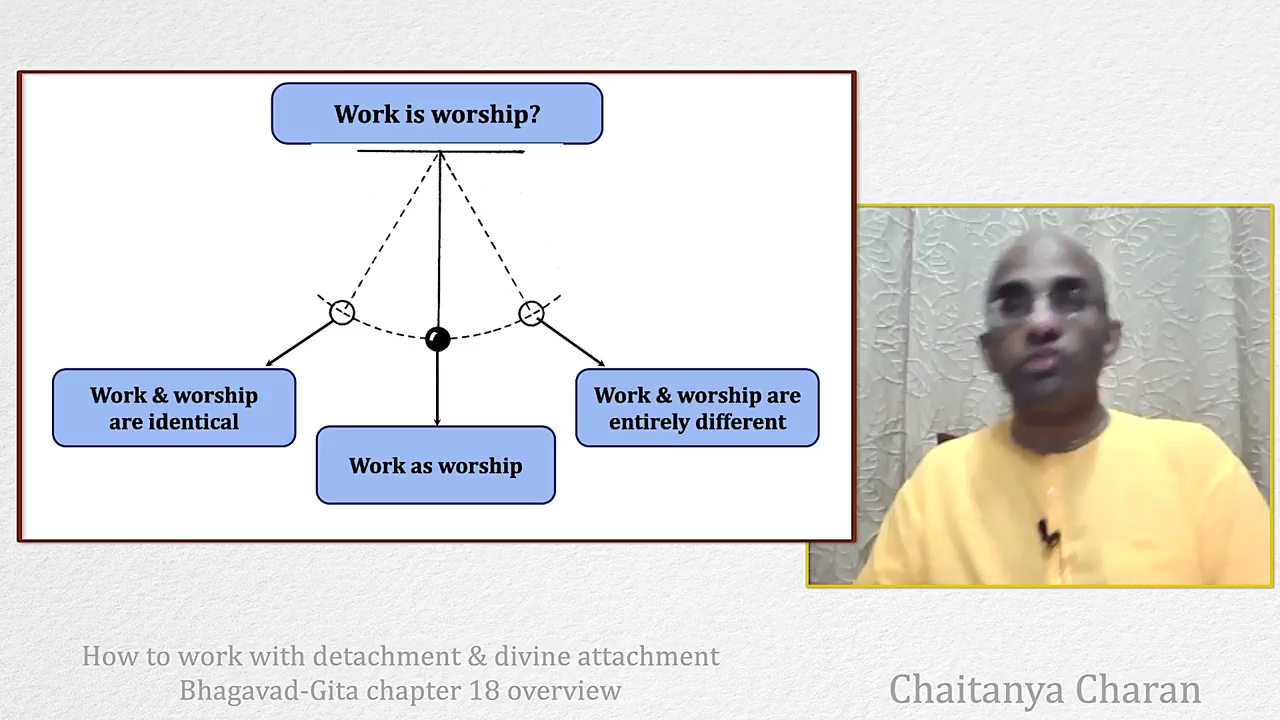 Work is worship?
Work & worship
are identical
Work as worship
Work & worship are
entirely different
How to work with detachment & divine attachment
Bhagavad-Gita chapter 18 overview
Chaitanya Charan